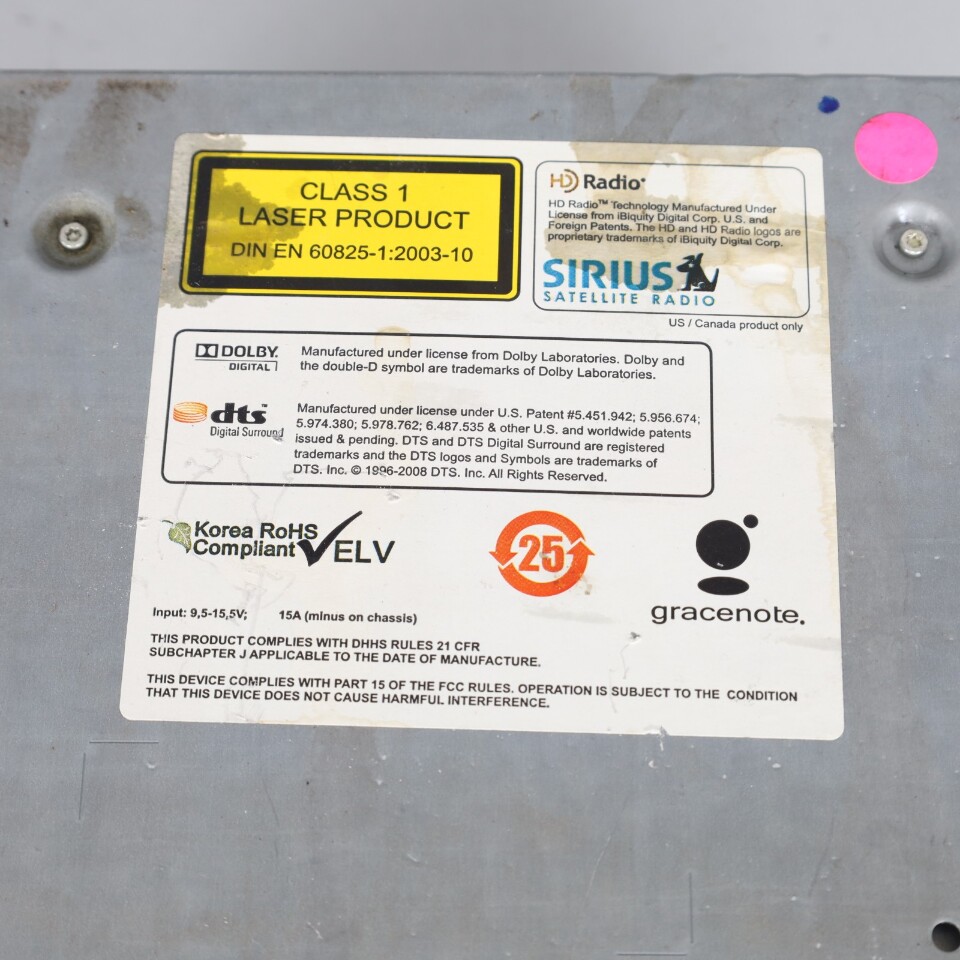 CLASS 1
LASER PRODUCT
DIN EN 60825-1:2003-10
HD Radio
HD Radio™ Technology Manufactured Under
License from iBiquity Digital Corp. U.S. and
Foreign Patents. The HD and HD Radio logos are
proprietary trademarks of iBiquity Digital Corp.
SIRIUS
SATELLITE RADIO
US / Canada product only
DOLBY.
DIGITAL
Manufactured under license from Dolby Laboratories. Dolby and
the double-D symbol are trademarks of Dolby Laboratories.
dts™
Digital Surround
Manufactured under license under U.S. Patent #5.451.942; 5.956.674;
5.974.380; 5.978.762; 6.487.535 & other U.S. and worldwide patents
issued & pending. DTS and DTS Digital Surround are registered
trademarks and the DTS logos and Symbols are trademarks of
DTS. Inc. © 1996-2008 DTS. Inc. All Rights Reserved.
Korea RoHS
Compliant
ELV
25
gracenote.
Input: 9,5-15,5V; 15A (minus on chassis)
THIS PRODUCT COMPLIES WITH DHHS RULES 21 CFR
SUBCHAPTER J APPLICABLE TO THE DATE OF MANUFACTURE.
THIS DEVICE COMPLIES WITH PART 15 OF THE FCC RULES. OPERATION IS SUBJECT TO THE CONDITION
THAT THIS DEVICE DOES NOT CAUSE HARMFUL INTERFERENCE.